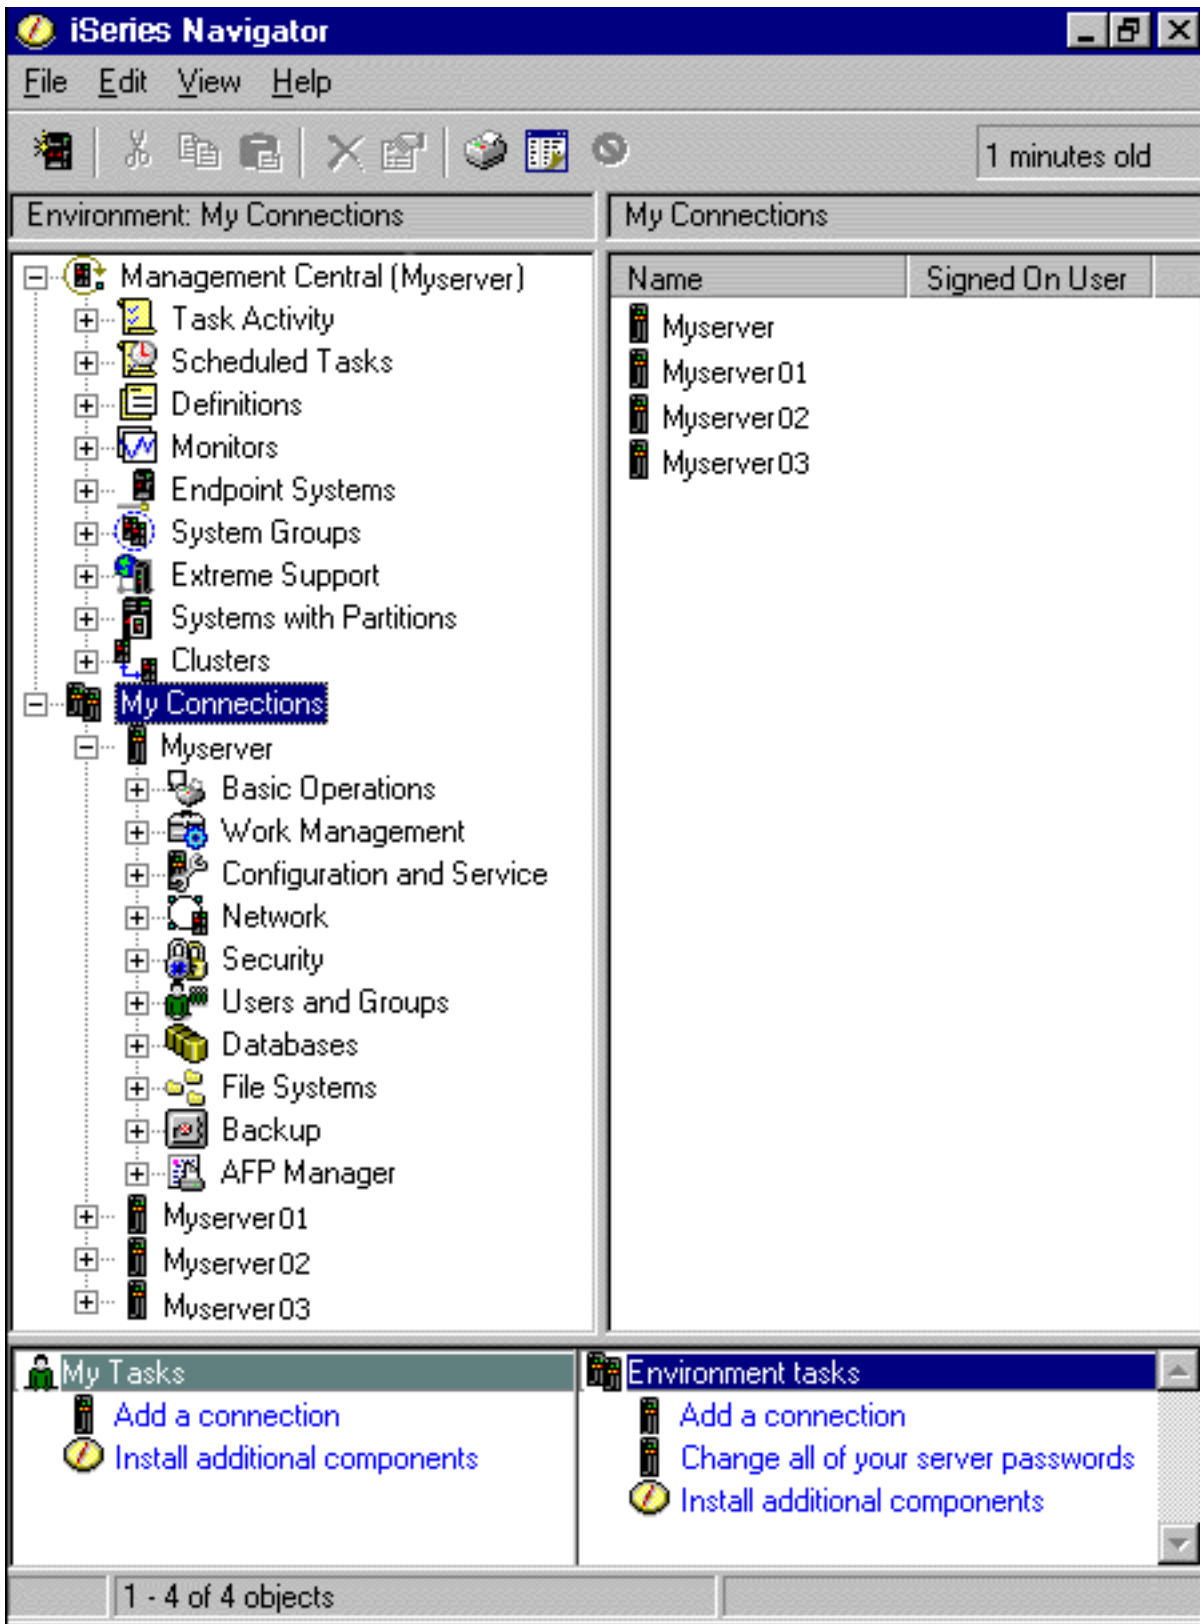 iSeries Navigator
File Edit View Help
1 minutes old
Environment: My Connections
My Connections
Management Central (Myserver)
Task Activity
Scheduled Tasks
Definitions
Monitors
Endpoint Systems
System Groups
Extreme Support
Systems with Partitions
Clusters
My Connections
Myserver
Basic Operations
Work Management
Configuration and Service
Network
Security
Users and Groups
Databases
File Systems
Backup
AFP Manager
Myserver01
Myserver02
Myserver03
Name Signed On User
Myserver
Myserver01
Myserver02
Myserver03
My Tasks
Add a connection
Install additional components
Environment tasks
Add a connection
Change all of your server passwords
Install additional components
1 - 4 of 4 objects